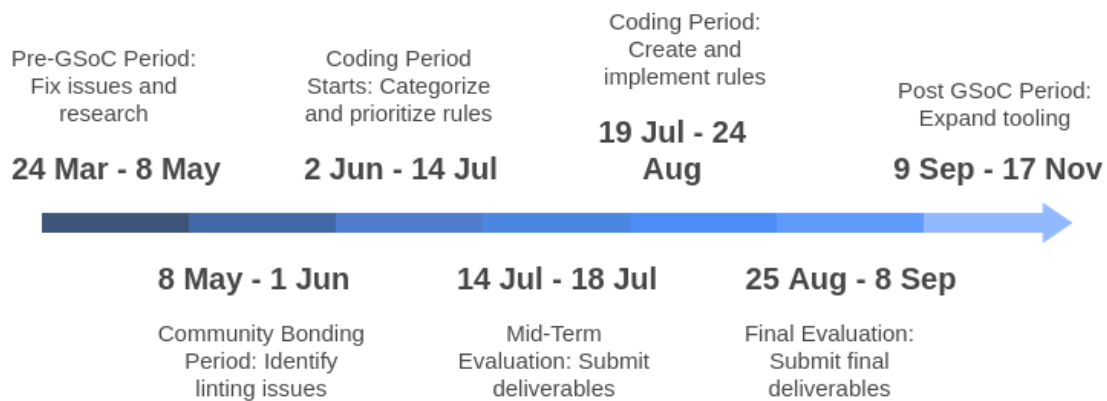 Pre-GSoC Period:
Fix issues and
research
24 Mar - 8 May
8 May - 1 Jun
Community Bonding
Period: Identify
linting issues
Coding Period
Starts: Categorize
and prioritize rules
2 Jun - 14 Jul
14 Jul - 18 Jul
Mid-Term
Evaluation: Submit
deliverables
Coding Period:
Create and
implement rules
19 Jul - 24
Aug
25 Aug - 8 Sep
Final Evaluation:
Submit final
deliverables
Post GSoC Period:
Expand tooling
9 Sep - 17 Nov